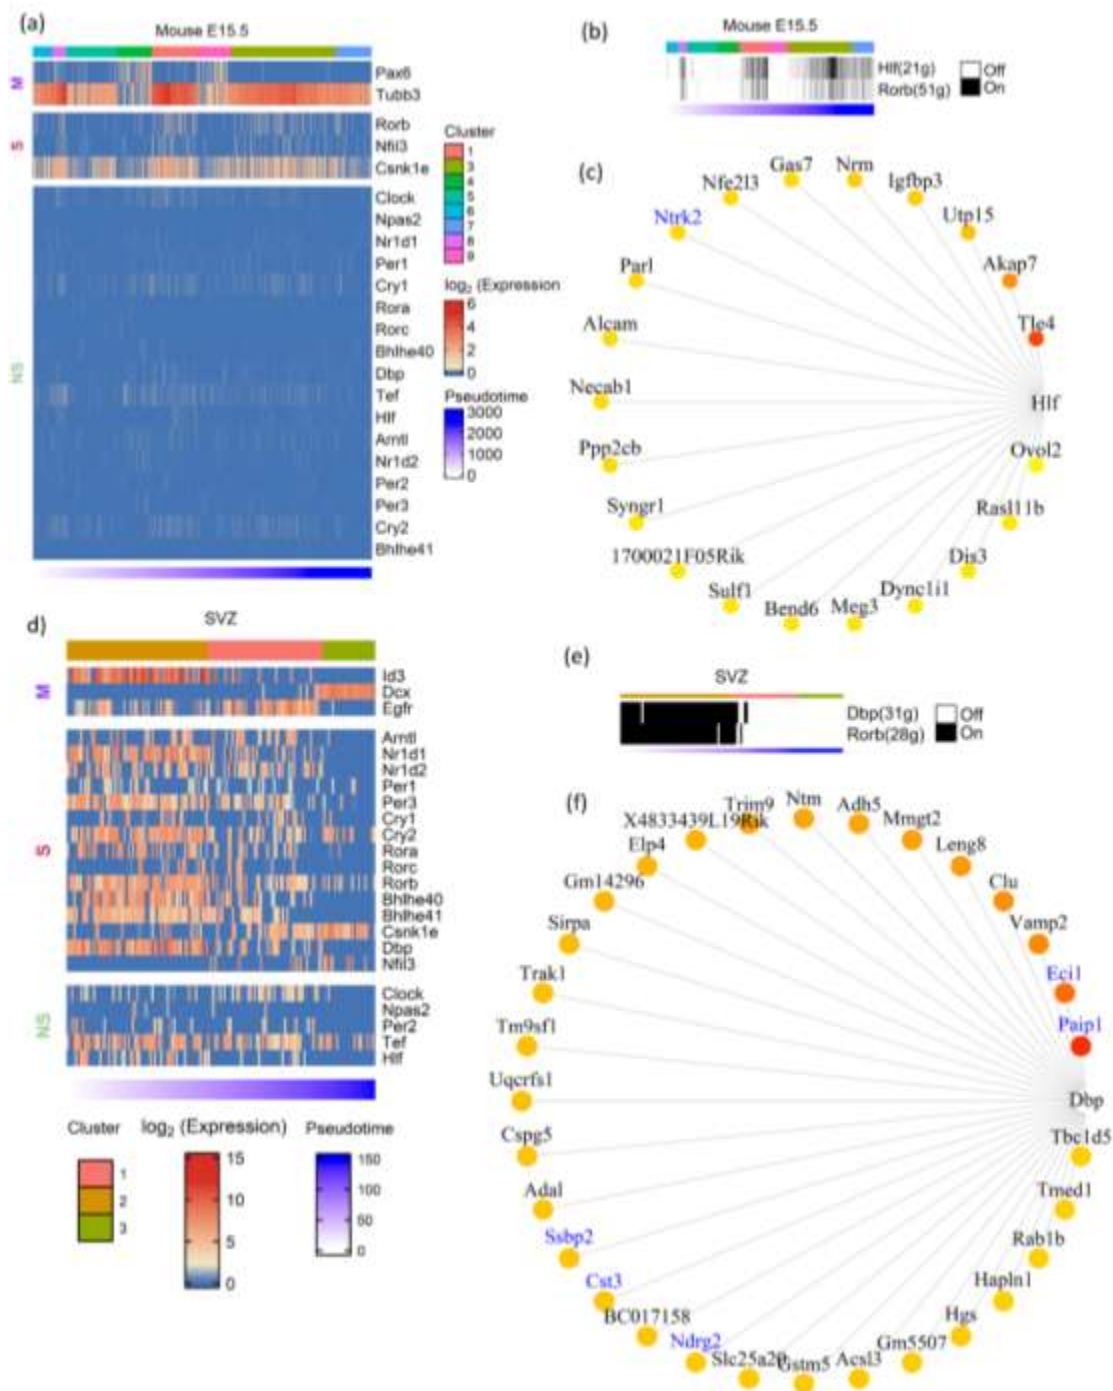 (a)
Mouse E15.5
M
Pax6
Tubb3
S
Rorb
Nfil3
Csnk1e
NS
Clock
Npas2
Nr1d1
Per1
Cry1
Rora
Rorc
Bhlhe40
Dbp
Tef
Hlf
Arntl
Nr1d2
Per2
Per3
Cry2
Bhlhe41
Cluster
1
3
4
5
6
7
8
9
log2 (Expression
6
4
2
0
Pseudotime
3000
2000
1000
0
(b)
Mouse E15.5
Hlf(21g)
Rorb(51g)
Off
On
(c)
Gas7
Nrm
Nfe2l3
Igfbp3
Ntrk2
Utp15
Parl
Akap7
Alcam
Tle4
Necab1
Hlf
Ppp2cb
Ovol2
Syngr1
Rasl11b
1700021F05Rik
Dis3
Sulf1
Dync1i1
Bend6
Meg3
d)
SVZ
M
Id3
Dcx
Egfr
S
Arntl
Nr1d1
Nr1d2
Per1
Per3
Cry1
Cry2
Rora
Rorc
Rorb
Bhlhe40
Bhlhe41
Csnk1e
Dbp
Nfil3
NS
Clock
Npas2
Per2
Tef
Hlf
Cluster
1
2
3
log2 (Expression)
15
10
5
0
Pseudotime
150
100
50
0
(e)
SVZ
Dbp(31g)
Rorb(28g)
Off
On
(f)
Trim9
Ntm
Adh5
X4833439L19Rik
Mmgt2
Elp4
Leng8
Gm14296
Clu
Sirpa
Vamp2
Trak1
Eci1
Tm9sf1
Paip1
Uqcrfs1
Dbp
Cspg5
Tbc1d5
Adal
Tmed1
Ssbp2
Rab1b
Cst3
Hapln1
BC017158
Hgs
Ndrg2
Gm5507
Slc25a20
Gstm5
Acsl3